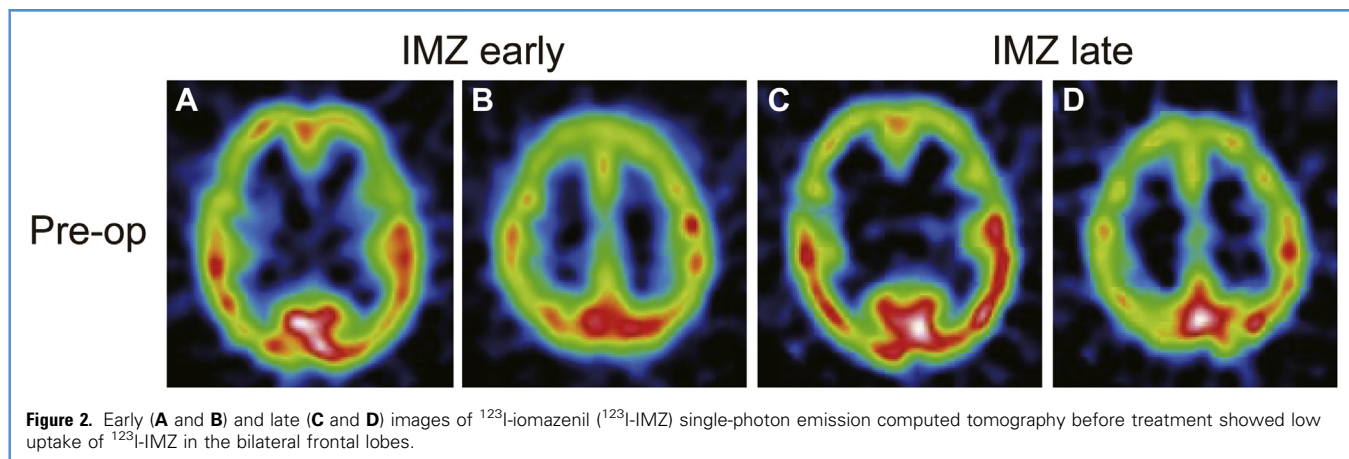 IMZ early IMZ late
A B C D
Pre-op
Figure 2. Early (A and B) and late (C and D) images of ¹²³I-iomazenil (¹²³I-IMZ) single-photon emission computed tomography before treatment showed low
uptake of ¹²³I-IMZ in the bilateral frontal lobes.